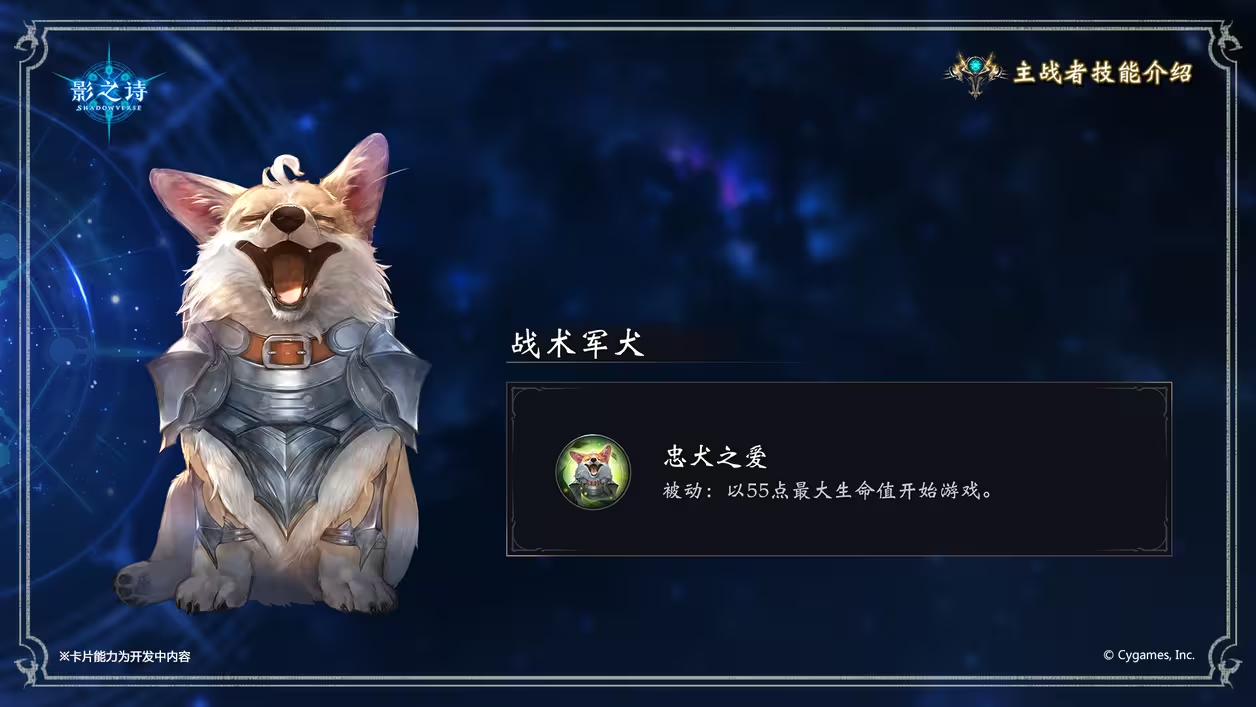 影之诗
SHADOWVERSE
主战者技能介绍
战术军犬
忠犬之爱
被动：以55点最大生命值开始游戏。
※卡片能力为开发中内容
© Cygames, Inc.